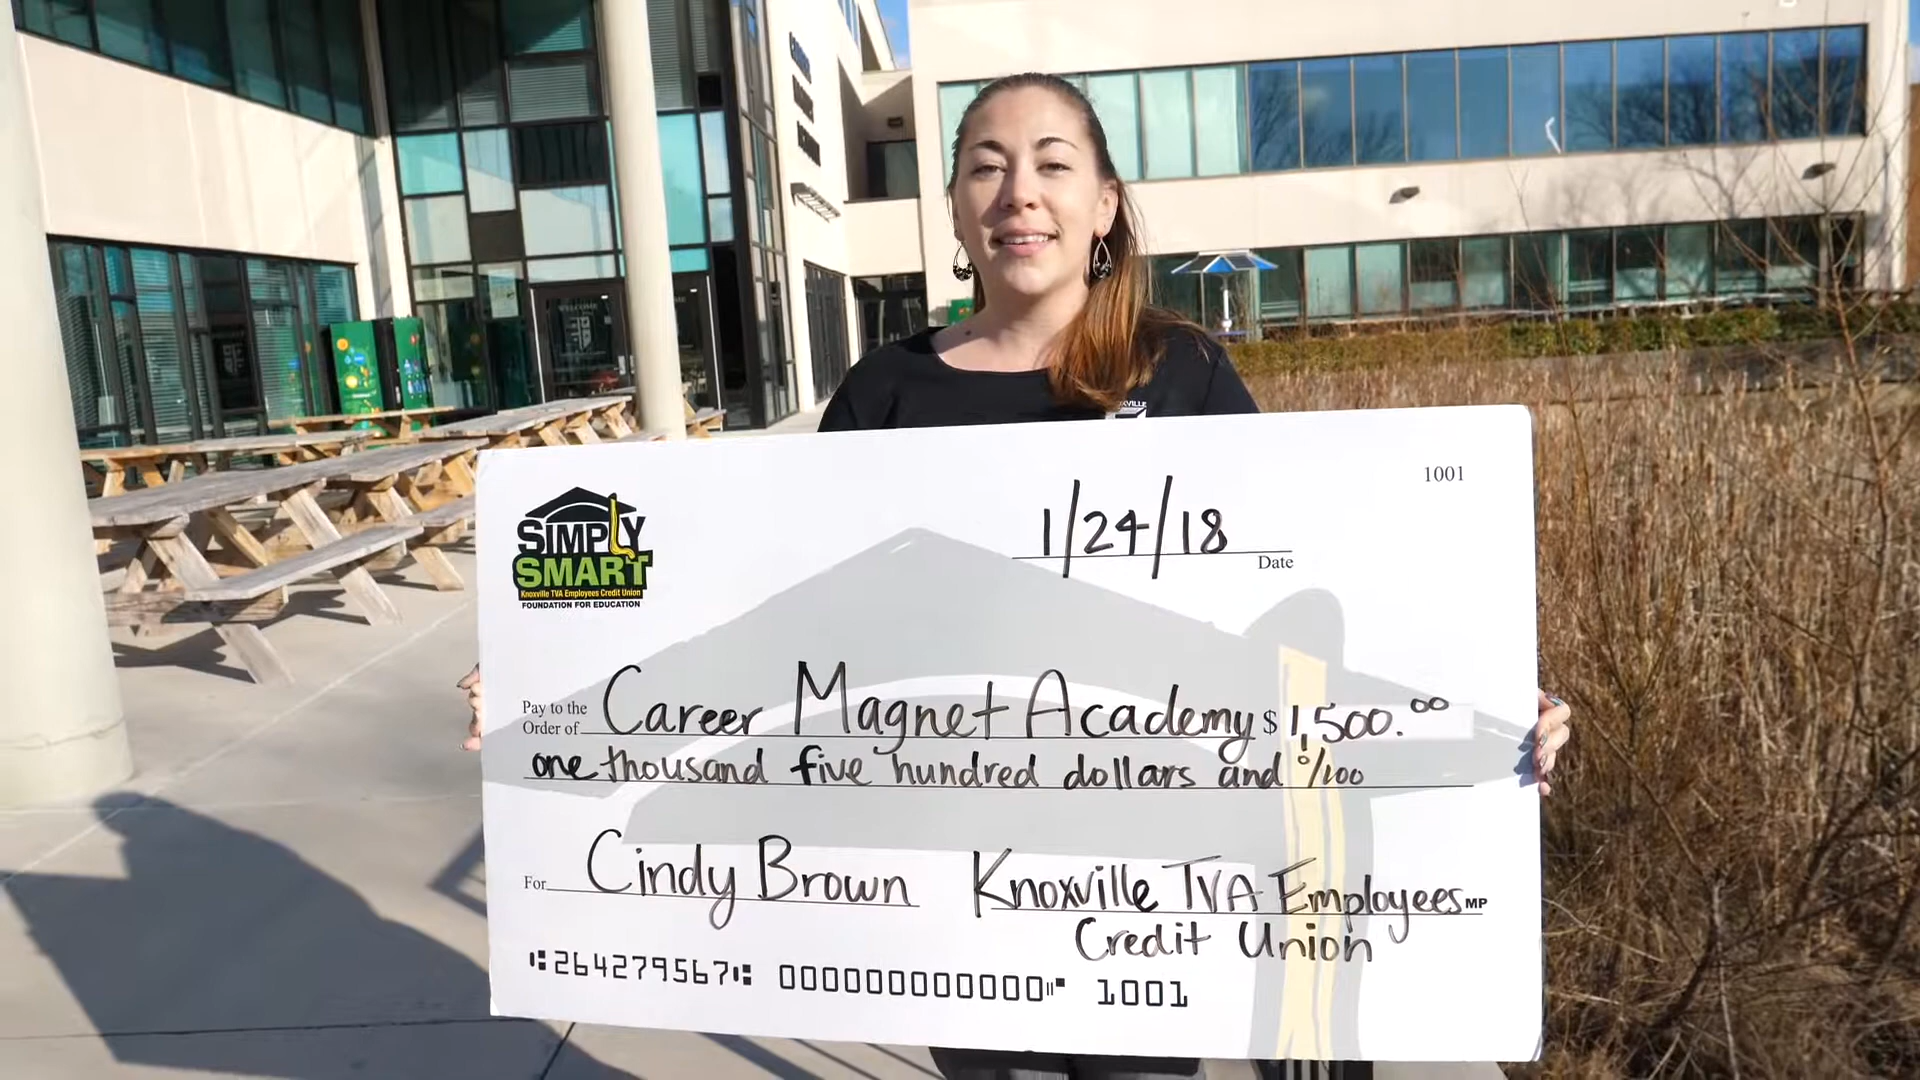 WELCOME
1001
SIMPLY
SMART
Knoxville TVA Employees Credit Union
FOUNDATION FOR EDUCATION
1/24/18
Date
Pay to the
Order of Career Magnet Academy $ 1,500.00
one thousand five hundred dollars and 0/100
For Cindy Brown Knoxville TVA Employees MP
Credit Union
⑆264279567⑆ 000000000000⑈ 1001